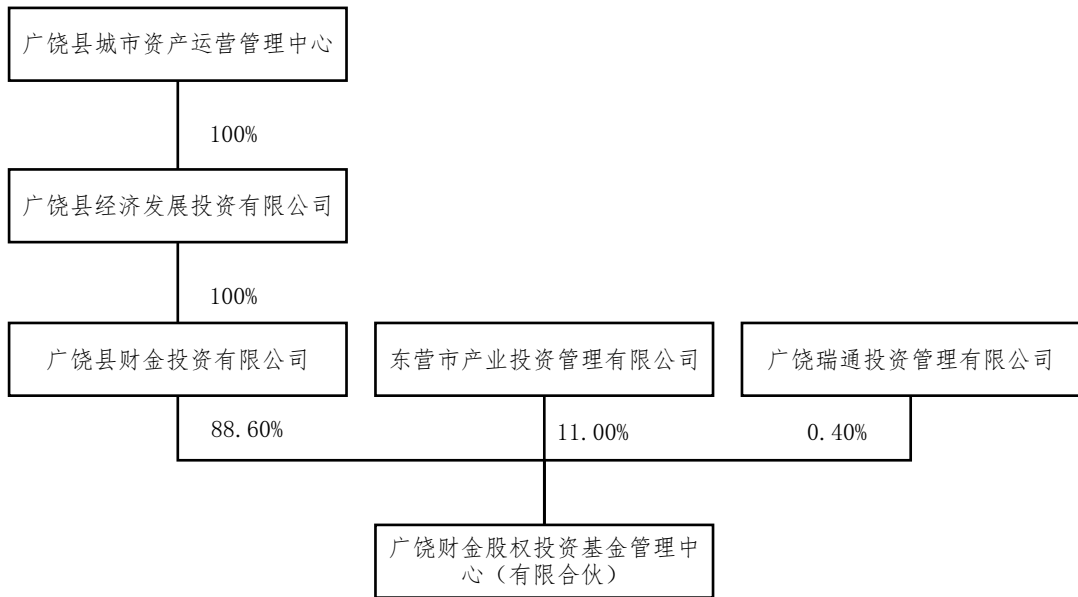 广饶县城市资产运营管理中心
100%
广饶县经济发展投资有限公司
100%
广饶县财金投资有限公司
东营市产业投资管理有限公司
广饶瑞通投资管理有限公司
88.60%
11.00%
0.40%
广饶财金股权投资基金管理中
心（有限合伙）